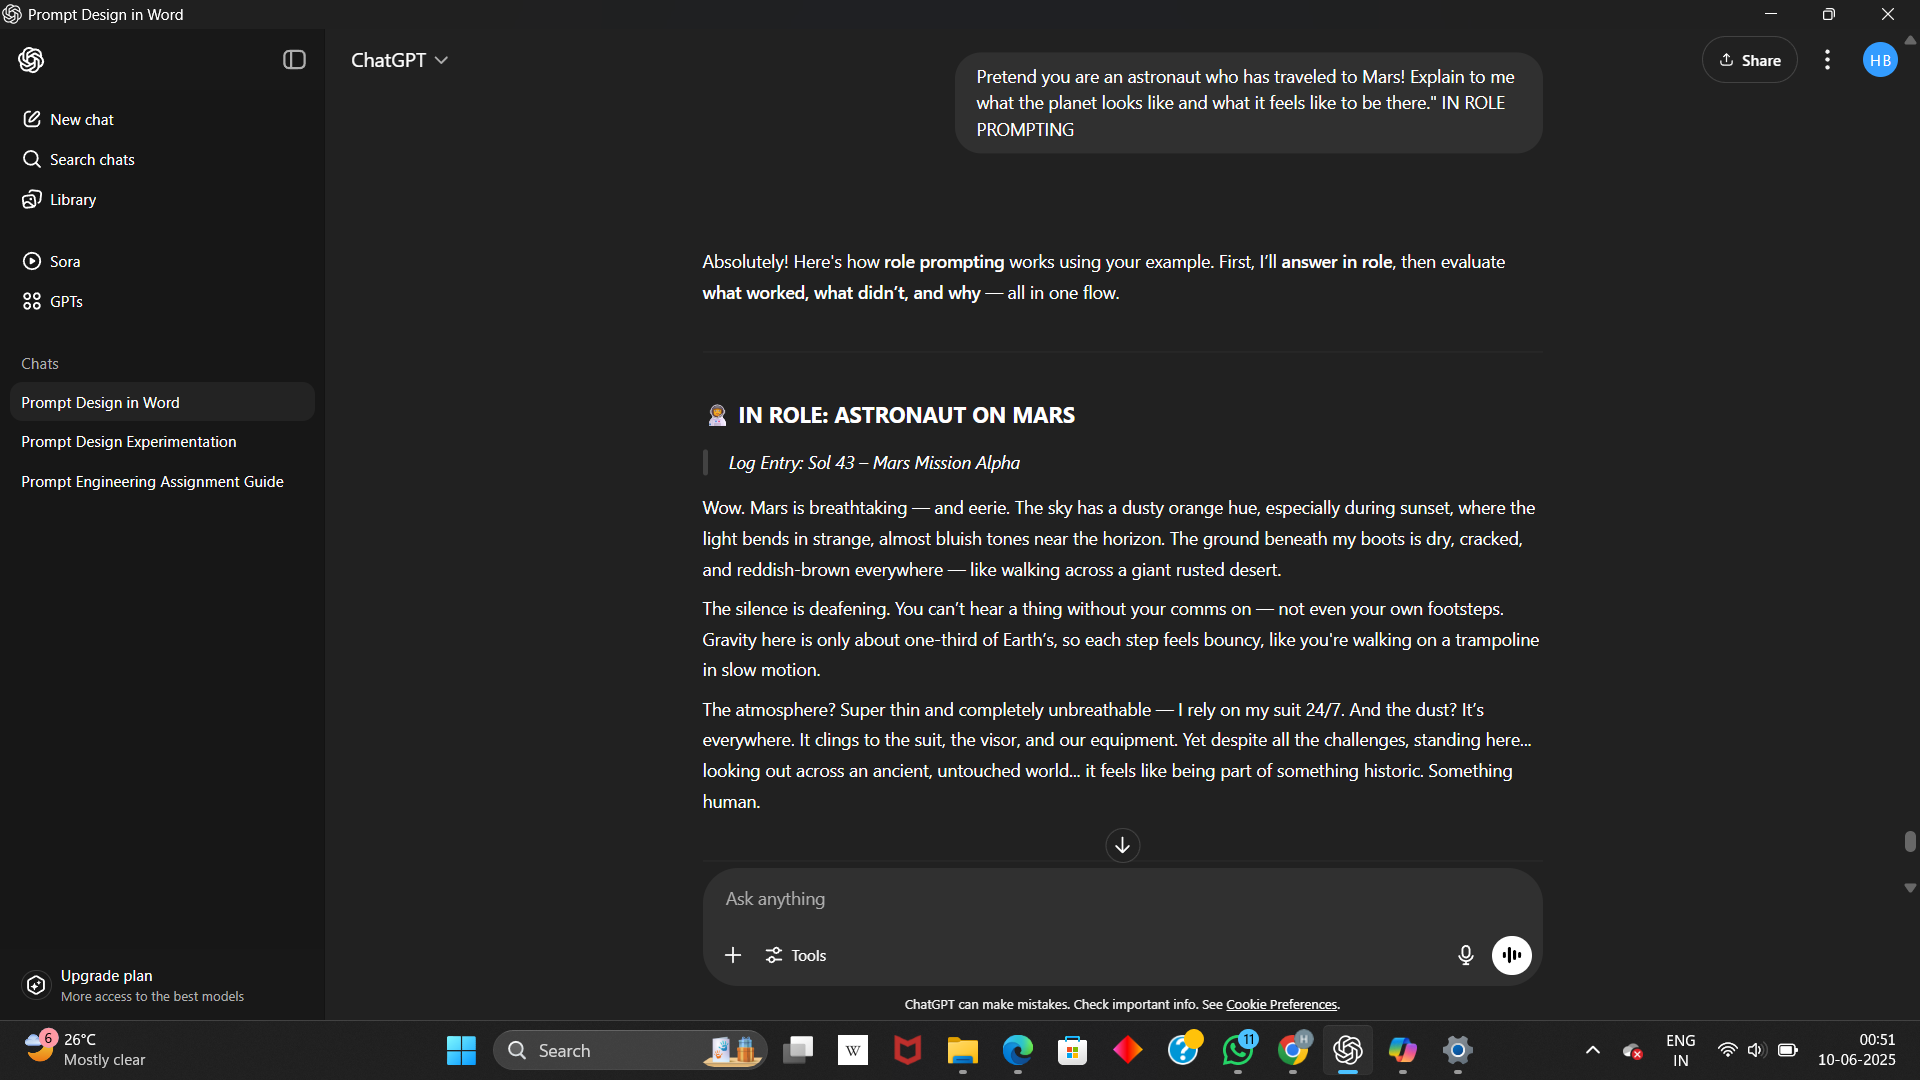 Prompt Design in Word
ChatGPT
Share
HB
New chat
Search chats
Library
Sora
GPTs
Chats
Prompt Design in Word
Prompt Design Experimentation
Prompt Engineering Assignment Guide
Upgrade plan
More access to the best models
Pretend you are an astronaut who has traveled to Mars! Explain to me
what the planet looks like and what it feels like to be there." IN ROLE
PROMPTING
Absolutely! Here's how role prompting works using your example. First, I’ll answer in role, then evaluate
what worked, what didn’t, and why — all in one flow.
IN ROLE: ASTRONAUT ON MARS
Log Entry: Sol 43 – Mars Mission Alpha
Wow. Mars is breathtaking — and eerie. The sky has a dusty orange hue, especially during sunset, where the
light bends in strange, almost bluish tones near the horizon. The ground beneath my boots is dry, cracked,
and reddish-brown everywhere — like walking across a giant rusted desert.
The silence is deafening. You can’t hear a thing without your comms on — not even your own footsteps.
Gravity here is only about one-third of Earth’s, so each step feels bouncy, like you're walking on a trampoline
in slow motion.
The atmosphere? Super thin and completely unbreathable — I rely on my suit 24/7. And the dust? It’s
everywhere. It clings to the suit, the visor, and our equipment. Yet despite all the challenges, standing here...
looking out across an ancient, untouched world... it feels like being part of something historic. Something
human.
Ask anything
Tools
ChatGPT can make mistakes. Check important info. See Cookie Preferences.
6
26°C
Mostly clear
Search
W
11
H
ENG
IN
00:51
10-06-2025